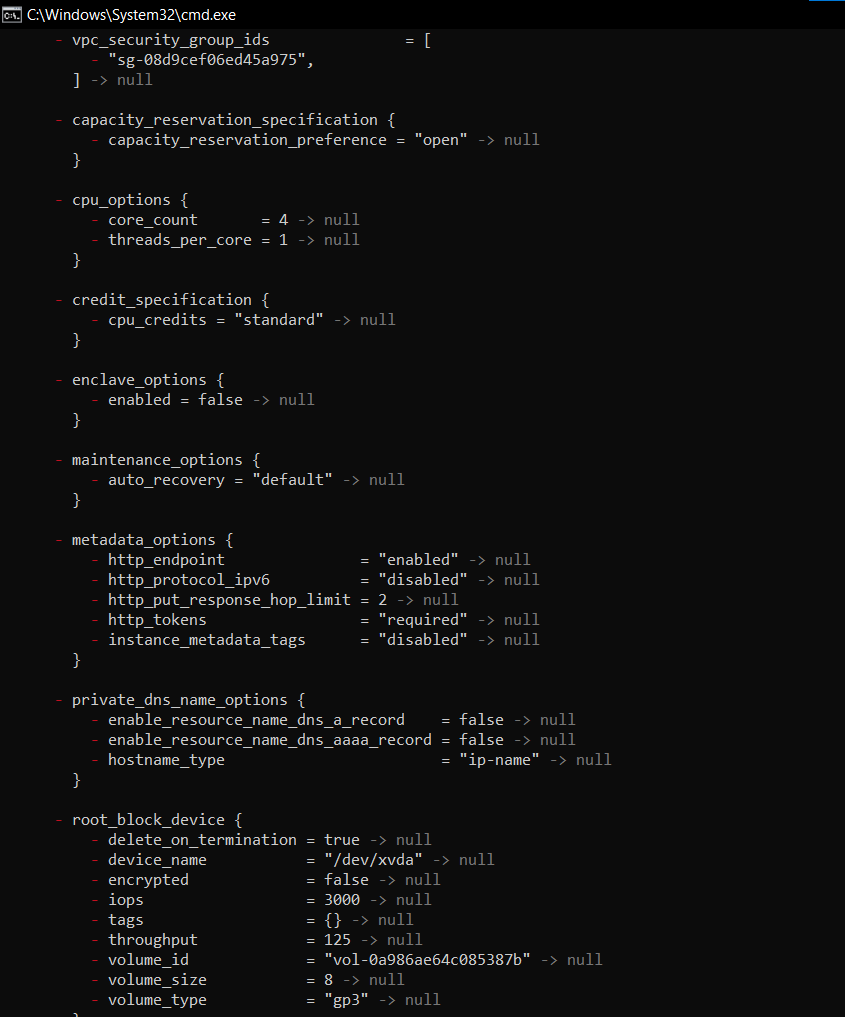 C:\Windows\System32\cmd.exe
- vpc_security_group_ids = [
- "sg-08d9cef06ed45a975",
] -> null
- capacity_reservation_specification {
- capacity_reservation_preference = "open" -> null
}
- cpu_options {
- core_count = 4 -> null
- threads_per_core = 1 -> null
}
- credit_specification {
- cpu_credits = "standard" -> null
}
- enclave_options {
- enabled = false -> null
}
- maintenance_options {
- auto_recovery = "default" -> null
}
- metadata_options {
- http_endpoint = "enabled" -> null
- http_protocol_ipv6 = "disabled" -> null
- http_put_response_hop_limit = 2 -> null
- http_tokens = "required" -> null
- instance_metadata_tags = "disabled" -> null
}
- private_dns_name_options {
- enable_resource_name_dns_a_record = false -> null
- enable_resource_name_dns_aaaa_record = false -> null
- hostname_type = "ip-name" -> null
}
- root_block_device {
- delete_on_termination = true -> null
- device_name = "/dev/xvda" -> null
- encrypted = false -> null
- iops = 3000 -> null
- tags = {} -> null
- throughput = 125 -> null
- volume_id = "vol-0a986ae64c085387b" -> null
- volume_size = 8 -> null
- volume_type = "gp3" -> null
}